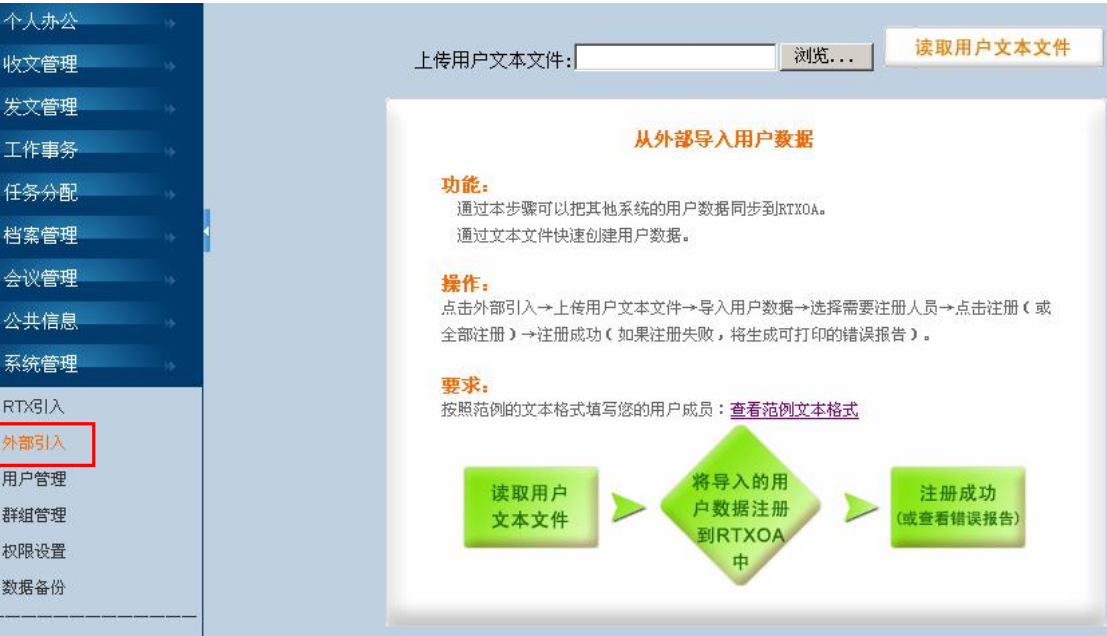 个人办公
收文管理
发文管理
工作事务
任务分配
档案管理
会议管理
公共信息
系统管理
RTX引入
外部引入
用户管理
群组管理
权限设置
数据备份
上传用户文本文件:
浏览...
读取用户文本文件
从外部导入用户数据
功能：
通过本步骤可以把其他系统的用户数据同步到RTXOA。
通过文本文件快速创建用户数据。
操作：
点击外部引入→上传用户文本文件→导入用户数据→选择需要注册人员→点击注册（或
全部注册）→注册成功（如果注册失败，将生成可打印的错误报告）。
要求：
按照范例的文本格式填写您的用户成员：查看范例文本格式
读取用户
文本文件
将导入的用
户数据注册
到RTXOA
中
注册成功
(或查看错误报告)